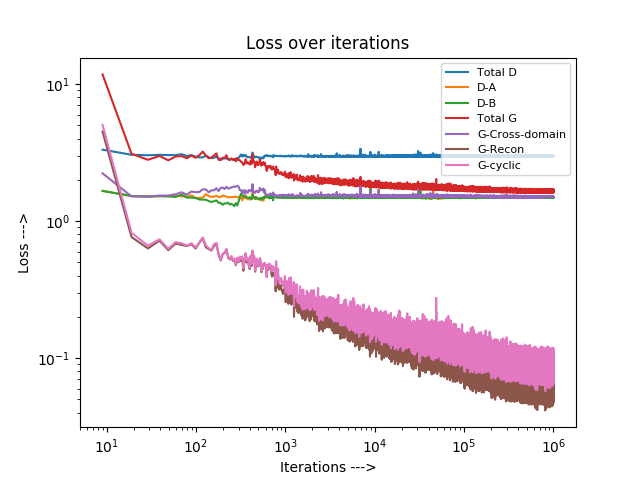 Loss over iterations
Total D
D-A
D-B
Total G
G-Cross-domain
G-Recon
G-cyclic
Loss --->
10¹
10⁰
10⁻¹
10¹ 10² 10³ 10⁴ 10⁵ 10⁶
Iterations --->